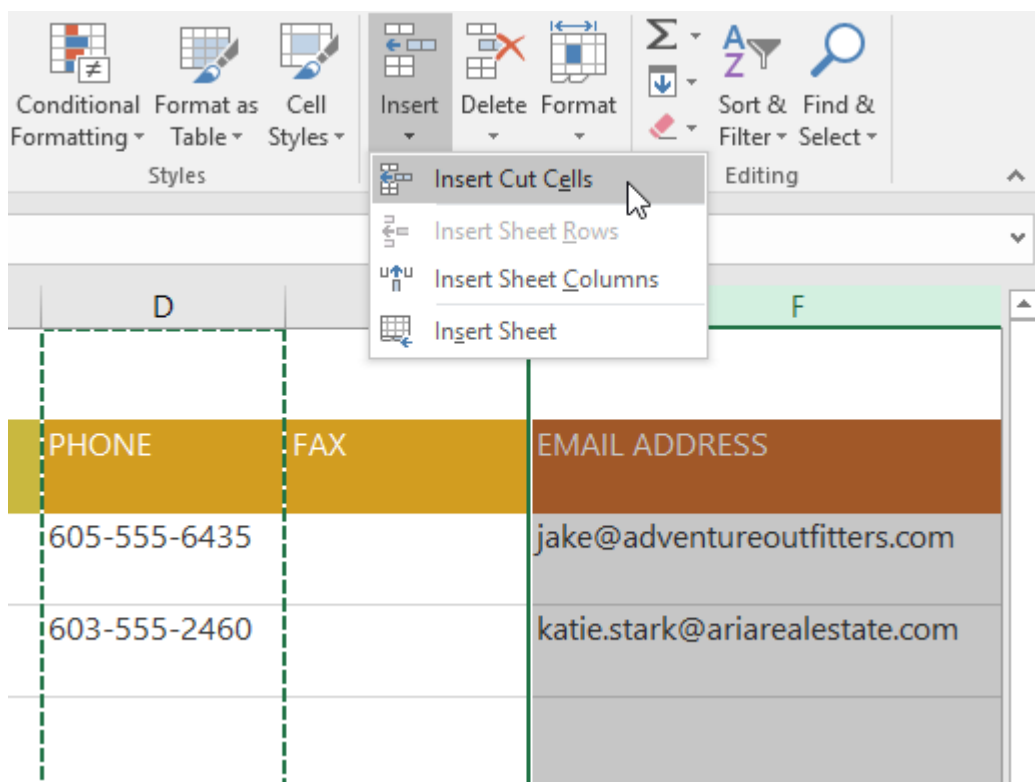 Conditional Formatting
Format as Table
Cell Styles
Insert
Delete
Format
Sort & Filter
Find & Select
Styles
Editing
Insert Cut Cells
Insert Sheet Rows
Insert Sheet Columns
Insert Sheet
D
F
PHONE
FAX
EMAIL ADDRESS
605-555-6435
jake@adventureoutfitters.com
603-555-2460
katie.stark@ariarealestate.com